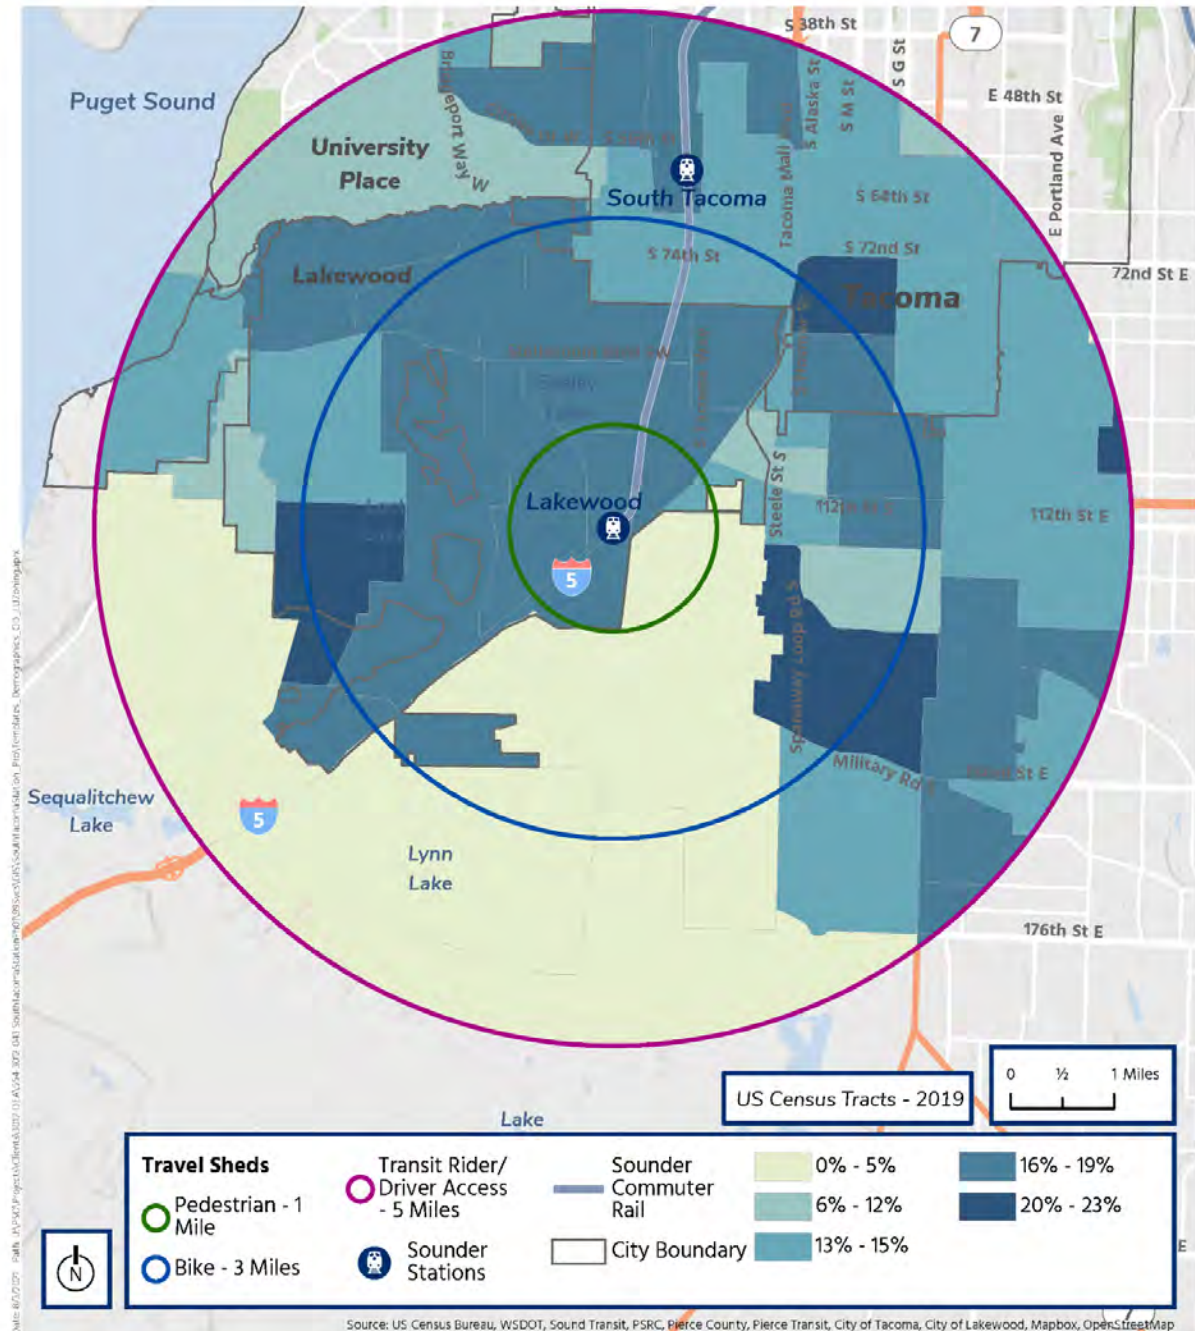 S 38th St
7
Puget Sound
S G St
E 48th St
S Alaska St
S M St
Bridgeport Way W
University
Place
E Portland Ave
Tacoma Mall Blvd
South Tacoma
S 64th St
S 74th St
S 72nd St
72nd St E
Lakewood
Tacoma
Steele St S
Lakewood
112th St S
112th St E
5
Spanaway Loop Rd S
Military Rd S
Sequalitchew
Lake
5
Lynn
Lake
176th St E
Lake
US Census Tracts - 2019
0 ½ 1 Miles
Travel Sheds
Pedestrian - 1
Mile
Bike - 3 Miles
Transit Rider/
Driver Access
- 5 Miles
Sounder
Stations
Sounder
Commuter
Rail
City Boundary
0% - 5%
6% - 12%
13% - 15%
16% - 19%
20% - 23%
N
E
Source: US Census Bureau, WSDOT, Sound Transit, PSRC, Pierce County, Pierce Transit, City of Tacoma, City of Lakewood, Mapbox, OpenStreetMap